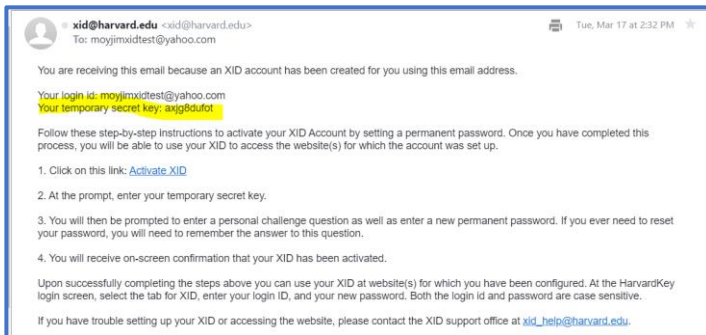 xid@harvard.edu <xid@harvard.edu>
Tue, Mar 17 at 2:32 PM
To: moyjimxidtest@yahoo.com
You are receiving this email because an XID account has been created for you using this email address.
Your login id: moyjimxidtest@yahoo.com
Your temporary secret key: axjg8dufot
Follow these step-by-step instructions to activate your XID Account by setting a permanent password. Once you have completed this
process, you will be able to use your XID to access the website(s) for which the account was set up.
1. Click on this link: Activate XID
2. At the prompt, enter your temporary secret key.
3. You will then be prompted to enter a personal challenge question as well as enter a new permanent password. If you ever need to reset
your password, you will need to remember the answer to this question.
4. You will receive on-screen confirmation that your XID has been activated.
Upon successfully completing the steps above you can use your XID at website(s) for which you have been configured. At the HarvardKey
login screen, select the tab for XID, enter your login ID, and your new password. Both the login id and password are case sensitive.
If you have trouble setting up your XID or accessing the website, please contact the XID support office at xid_help@harvard.edu.